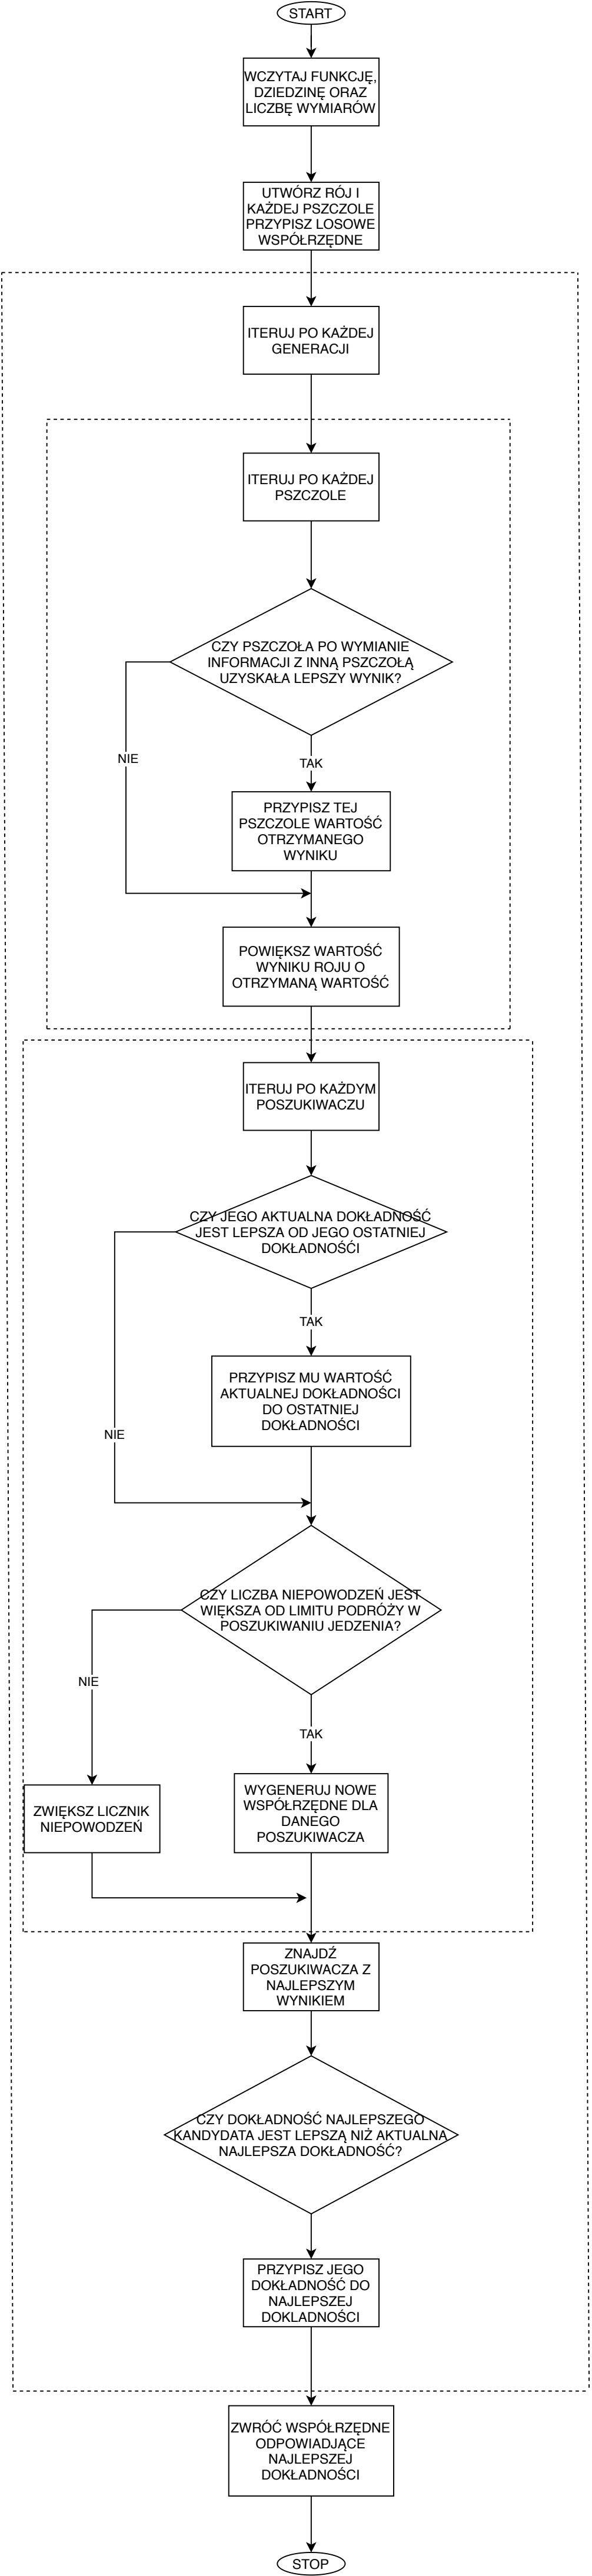 START
WCZYTAJ FUNKCJĘ,
DZIEDZINĘ ORAZ
LICZBĘ WYMIARÓW
UTWÓRZ RÓJ I
KAŻDEJ PSZCZOLE
PRZYPISZ LOSOWE
WSPÓŁRZĘDNE
ITERUJ PO KAŻDEJ
GENERACJI
ITERUJ PO KAŻDEJ
PSZCZOLE
CZY PSZCZOŁA PO WYMIANIE
INFORMACJI Z INNĄ PSZCZOŁĄ
UZYSKAŁA LEPSZY WYNIK?
NIE
TAK
PRZYPISZ TEJ
PSZCZOLE WARTOŚĆ
OTRZYMANEGO
WYNIKU
POWIĘKSZ WARTOŚĆ
WYNIKU ROJU O
OTRZYMANĄ WARTOŚĆ
ITERUJ PO KAŻDYM
POSZUKIWACZU
CZY JEGO AKTUALNA DOKŁADNOŚĆ
JEST LEPSZA OD JEGO OSTATNIEJ
DOKŁADNOŚĆI
TAK
PRZYPISZ MU WARTOŚĆ
AKTUALNEJ DOKŁADNOŚCI
DO OSTATNIEJ
DOKŁADNOŚCI
NIE
CZY LICZBA NIEPOWODZEŃ JEST
WIĘKSZA OD LIMITU PODRÓŻY W
POSZUKIWANIU JEDZENIA?
NIE
TAK
ZWIĘKSZ LICZNIK
NIEPOWODZEŃ
WYGENERUJ NOWE
WSPÓŁRZĘDNE DLA
DANEGO
POSZUKIWACZA
ZNAJDŹ
POSZUKIWACZA Z
NAJLEPSZYM
WYNIKIEM
CZY DOKŁADNOŚĆ NAJLEPSZEGO
KANDYDATA JEST LEPSZĄ NIŻ AKTUALNA
NAJLEPSZA DOKŁADNOŚĆ?
PRZYPISZ JEGO
DOKŁADNOŚĆ DO
NAJLEPSZEJ
DOKLADNOŚCI
ZWRÓĆ WSPÓŁRZĘDNE
ODPOWIADJĄCE
NAJLEPSZEJ
DOKŁADNOŚCI
STOP